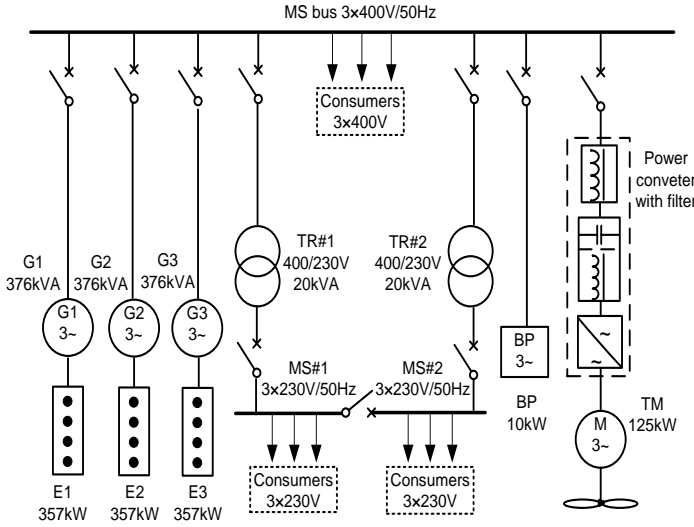 MS bus 3×400V/50Hz
Consumers
3×400V
Power
conveter
with filter
G1
376kVA
G2
376kVA
G3
376kVA
TR#1
400/230V
20kVA
TR#2
400/230V
20kVA
G1
3~
G2
3~
G3
3~
BP
3~
~
~
MS#1
3×230V/50Hz
MS#2
3×230V/50Hz
BP
10kW
M
3~
TM
125kW
Consumers
3×230V
Consumers
3×230V
E1
357kW
E2
357kW
E3
357kW